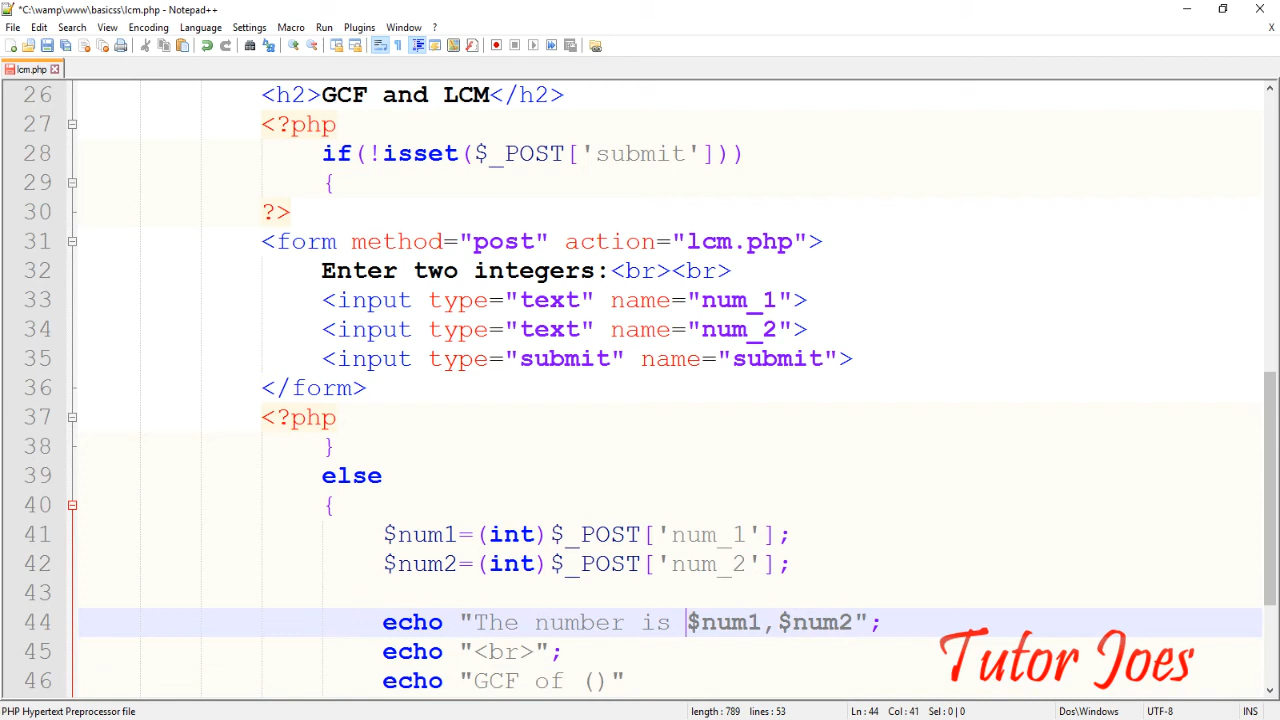 *C:\wamp\www\basicss\lcm.php - Notepad++
File Edit Search View Encoding Language Settings Macro Run Plugins Window ?
lcm.php
26 <h2>GCF and LCM</h2>
27 <?php
28 if(!isset($_POST['submit']))
29 {
30 ?>
31 <form method="post" action="lcm.php">
32 Enter two integers:<br><br>
33 <input type="text" name="num_1">
34 <input type="text" name="num_2">
35 <input type="submit" name="submit">
36 </form>
37 <?php
38 }
39 else
40 {
41 $num1=(int)$_POST['num_1'];
42 $num2=(int)$_POST['num_2'];
43
44 echo "The number is $num1,$num2";
45 echo "<br>";
46 echo "GCF of ()"
Tutor Joes
PHP Hypertext Preprocessor file length : 789 lines : 53 Ln : 44 Col : 41 Sel : 0 | 0 Dos\Windows UTF-8 INS